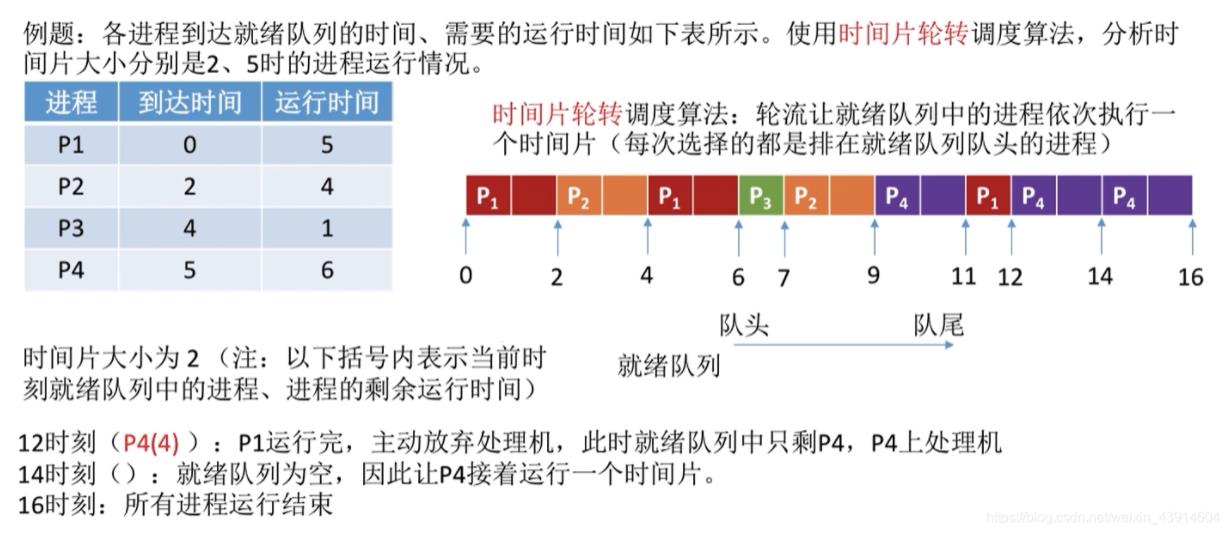 例题：各进程到达就绪队列的时间、需要的运行时间如下表所示。使用时间片轮转调度算法，分析时
间片大小分别是2、5时的进程运行情况。
进程 到达时间 运行时间
P1 0 5
P2 2 4
P3 4 1
P4 5 6
时间片轮转调度算法：轮流让就绪队列中的进程依次执行一
个时间片（每次选择的都是排在就绪队列队头的进程）
P1 P2 P1 P3 P2 P4 P1 P4 P4
0 2 4 6 7 9 11 12 14 16
队头 队尾
就绪队列
时间片大小为 2（注：以下括号内表示当前时
刻就绪队列中的进程、进程的剩余运行时间）
12时刻（P4(4) ）：P1运行完，主动放弃处理机，此时就绪队列中只剩P4，P4上处理机
14时刻（）：就绪队列为空，因此让P4接着运行一个时间片。
16时刻：所有进程运行结束
https://blog.csdn.net/weixin_43914604